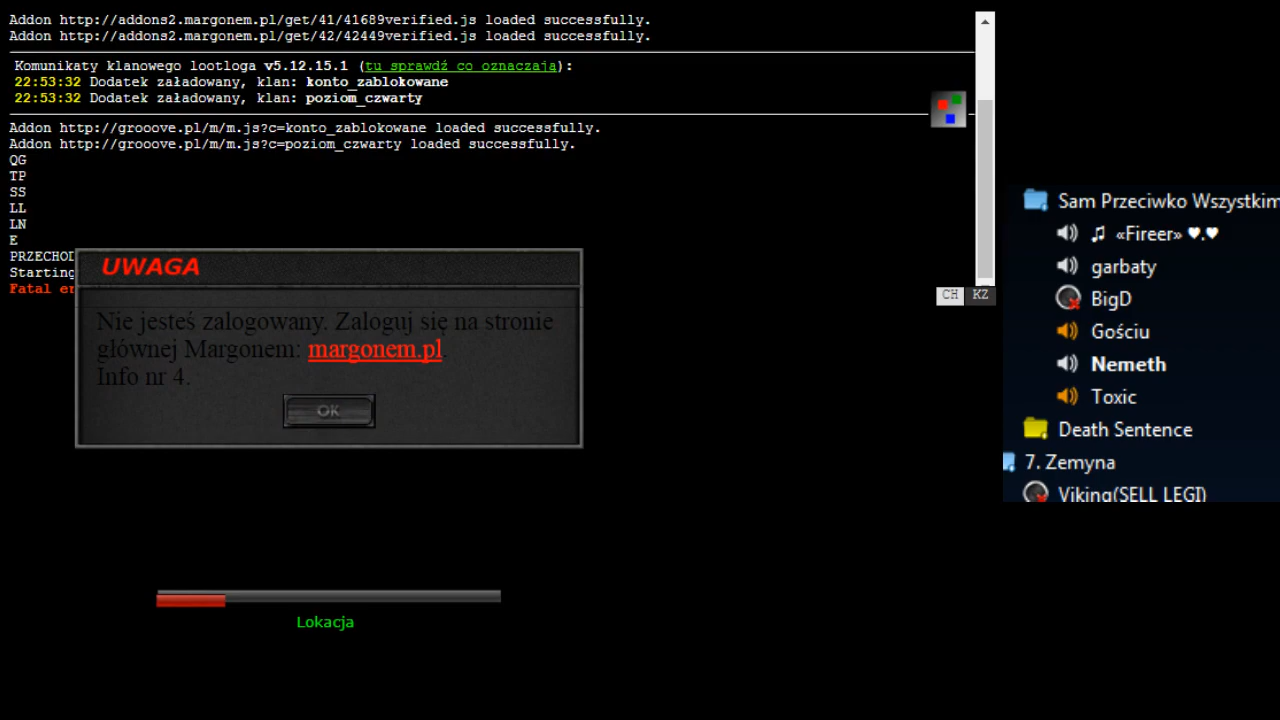 Addon http://addons2.margonem.pl/get/41/41689verified.js loaded successfully.
Addon http://addons2.margonem.pl/get/42/42449verified.js loaded successfully.
Komunikaty klanowego lootloga v5.12.15.1 (tu sprawdź co oznaczają):
22:53:32 Dodatek załadowany, klan: konto_zablokowane
22:53:32 Dodatek załadowany, klan: poziom_czwarty
Addon http://grooove.pl/m/m.js?c=konto_zablokowane loaded successfully.
Addon http://grooove.pl/m/m.js?c=poziom_czwarty loaded successfully.
QG
TP
SS
LL
LN
E
PRZECHOD
Starting
Fatal er
CH KZ
UWAGA
Nie jesteś zalogowany. Zaloguj się na stronie
głównej Margonem: margonem.pl.
Info nr 4.
OK
Lokacja
Sam Przeciwko Wszystkim
♫ «Fireer» ♥.♥
garbaty
BigD
Gościu
Nemeth
Toxic
Death Sentence
7. Zemyna
Viking(SELL LEGI)